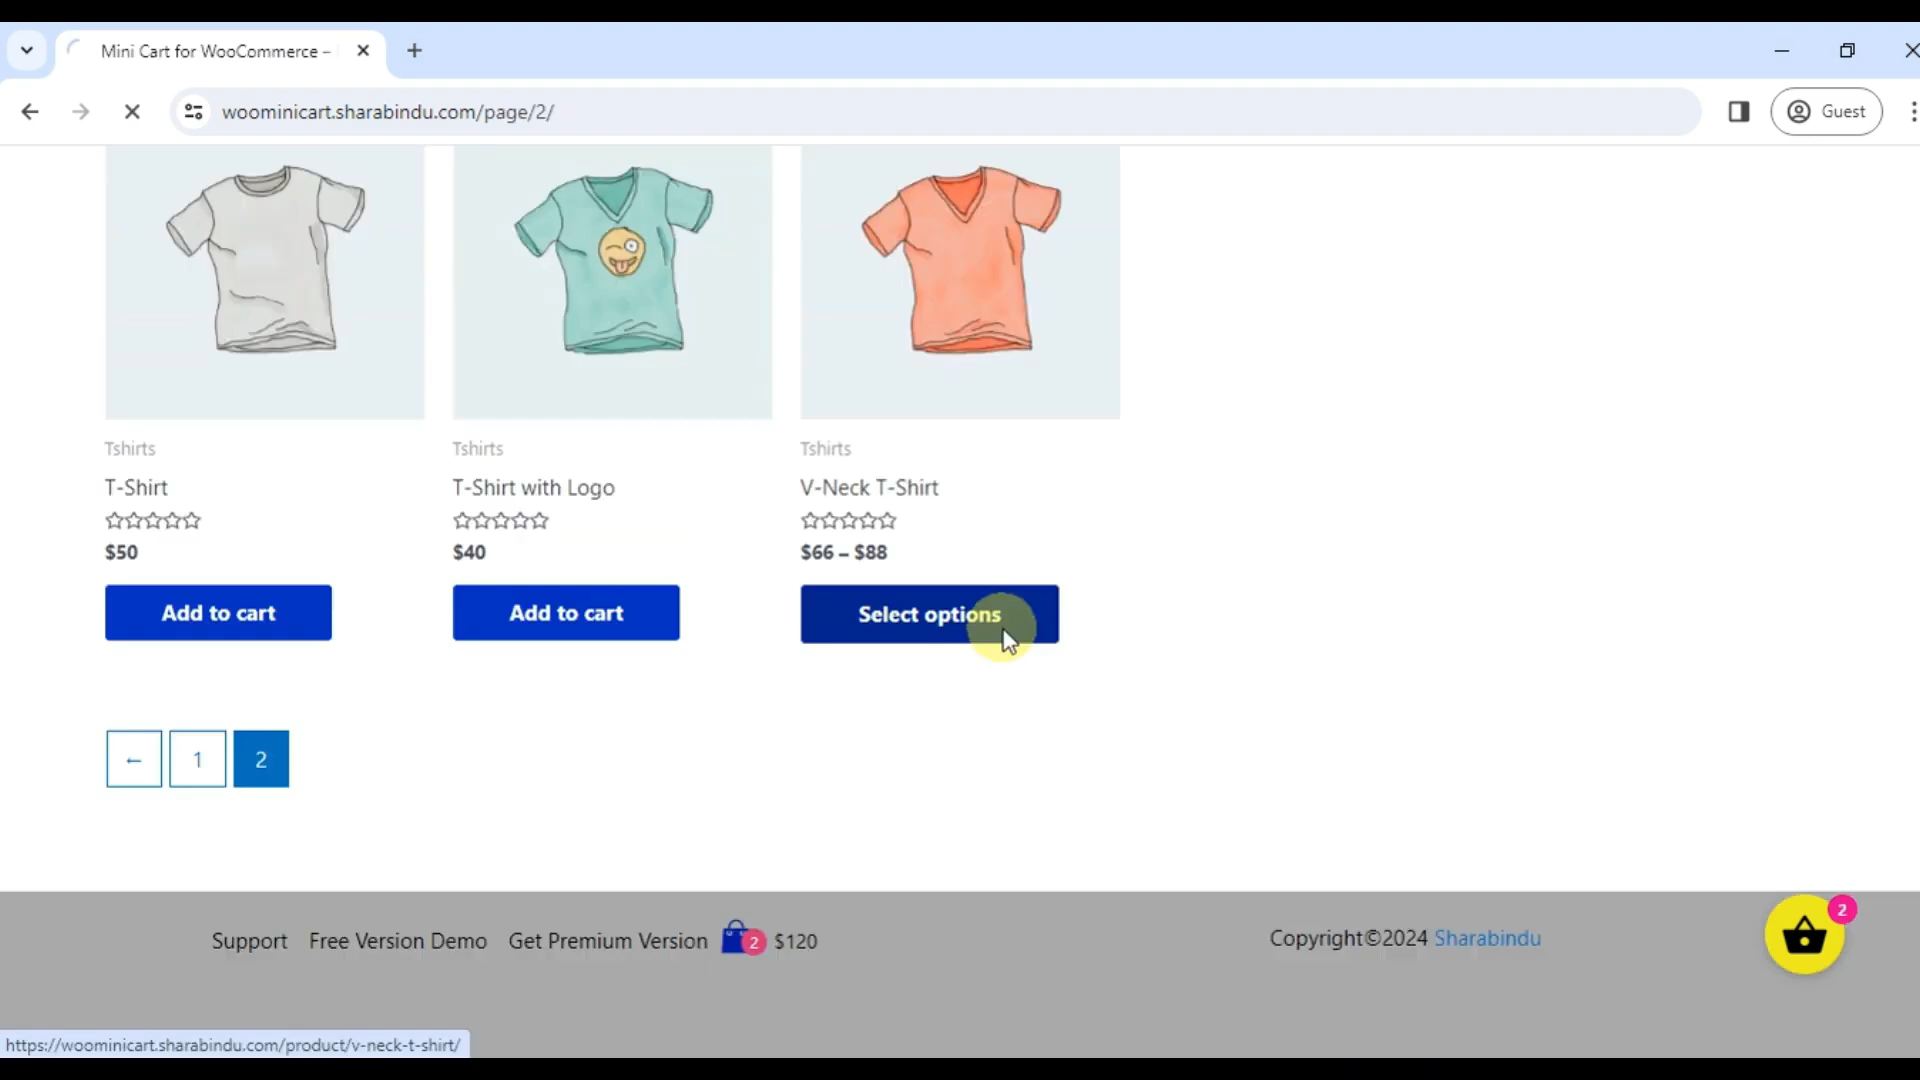 Mini Cart for WooCommerce –
woominicart.sharabindu.com/page/2/
Guest
Tshirts
T-Shirt
$50
Add to cart
Tshirts
T-Shirt with Logo
$40
Add to cart
Tshirts
V-Neck T-Shirt
$66 – $88
Select options
← 1 2
Support Free Version Demo Get Premium Version 2 $120
Copyright©2024 Sharabindu
2
https://woominicart.sharabindu.com/product/v-neck-t-shirt/